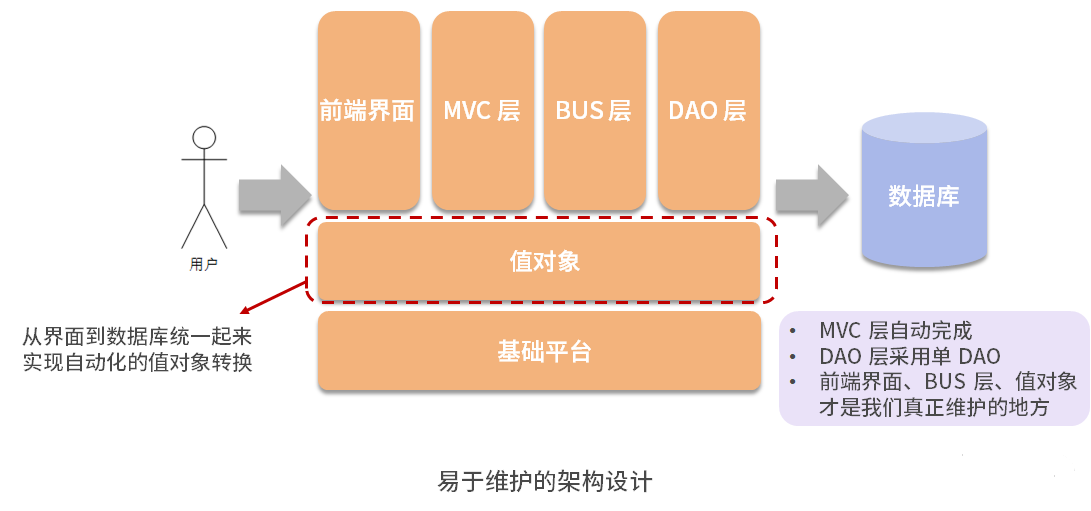 前端界面
MVC 层
BUS 层
DAO 层
用户
数据库
值对象
从界面到数据库统一起来
实现自动化的值对象转换
基础平台
• MVC 层自动完成
• DAO 层采用单 DAO
• 前端界面、BUS 层、值对象
才是我们真正维护的地方
易于维护的架构设计